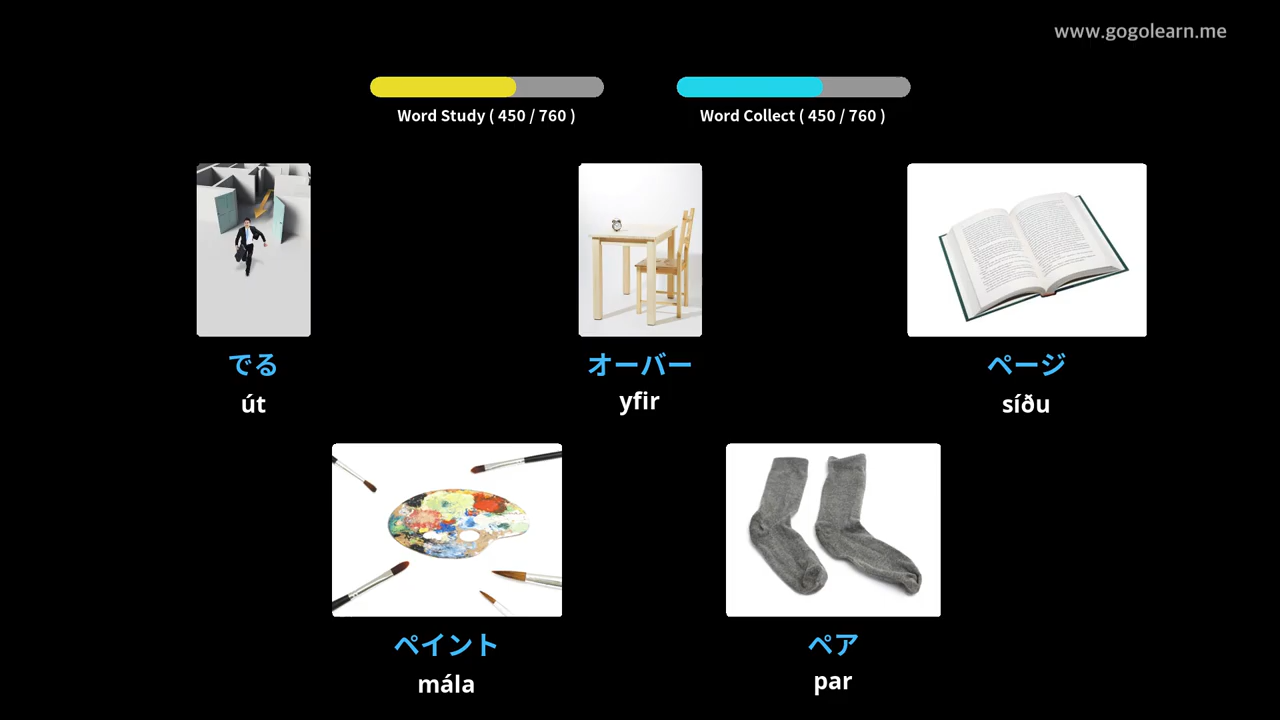 www.gogolearn.me
Word Study ( 450 / 760 )
Word Collect ( 450 / 760 )
でる
út
オーバー
yfir
ページ
síðu
ペイント
mála
ペア
par